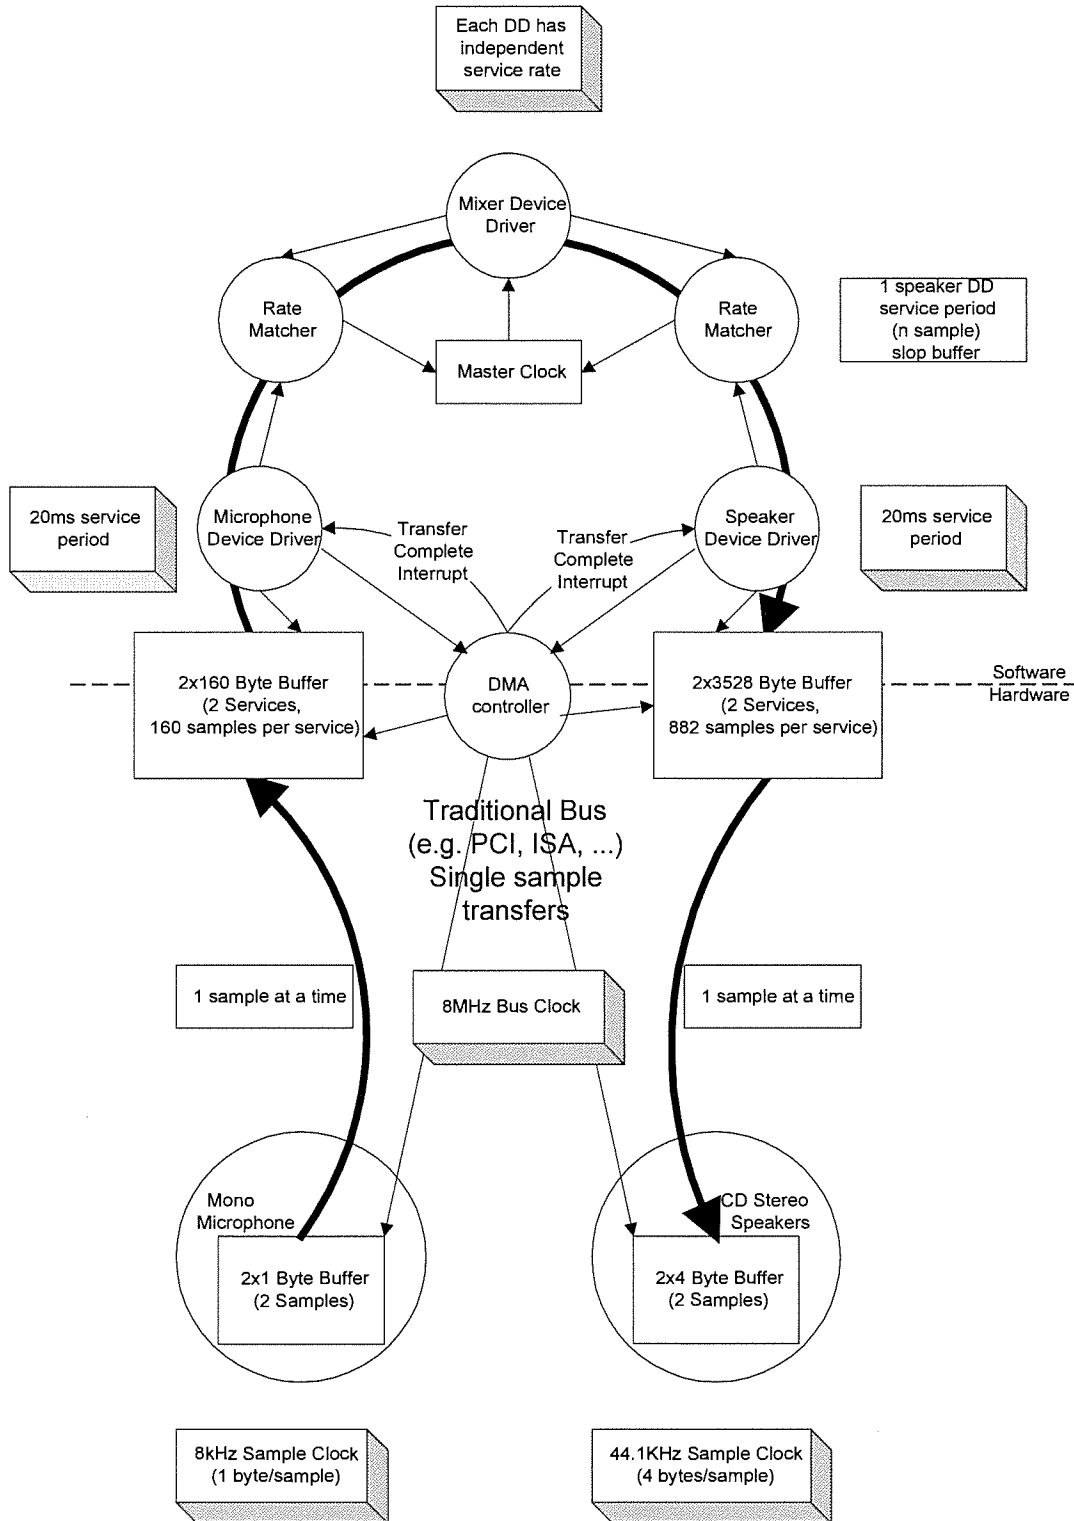 Each DD has
independent
service rate
Mixer Device
Driver
Rate
Matcher
Rate
Matcher
1 speaker DD
service period
(n sample)
slop buffer
Master Clock
20ms service
period
Microphone
Device Driver
Transfer
Complete
Interrupt
Transfer
Complete
Interrupt
Speaker
Device Driver
20ms service
period
2x160 Byte Buffer
(2 Services,
160 samples per service)
DMA
controller
2x3528 Byte Buffer
(2 Services,
882 samples per service)
Software
Hardware
Traditional Bus
(e.g. PCI, ISA, ...)
Single sample
transfers
1 sample at a time
8MHz Bus Clock
1 sample at a time
Mono
Microphone
2x1 Byte Buffer
(2 Samples)
CD Stereo
Speakers
2x4 Byte Buffer
(2 Samples)
8kHz Sample Clock
(1 byte/sample)
44.1KHz Sample Clock
(4 bytes/sample)